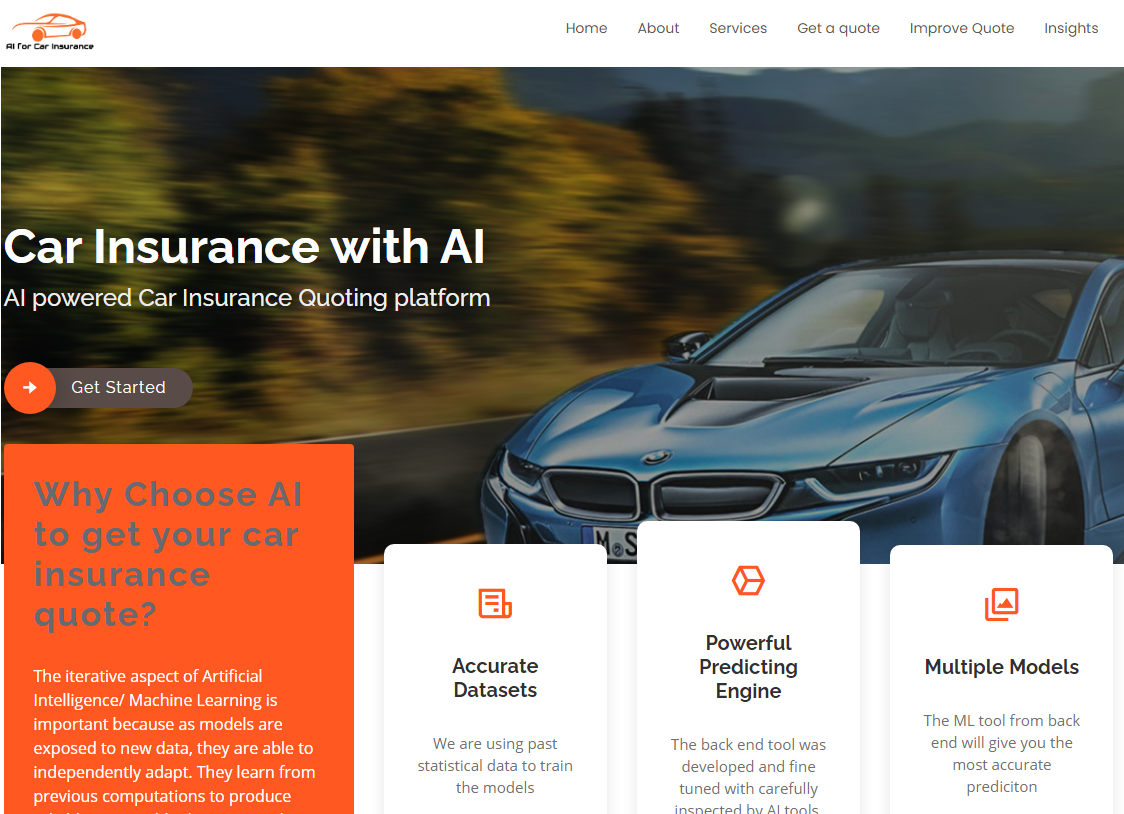 AI For Car Insurance
Home
About
Services
Get a quote
Improve Quote
Insights
Car Insurance with AI
AI powered Car Insurance Quoting platform
Get Started
Why Choose AI
to get your car
insurance
quote?
The iterative aspect of Artificial
Intelligence/ Machine Learning is
important because as models are
exposed to new data, they are able to
independently adapt. They learn from
previous computations to produce
Accurate
Datasets
We are using past
statistical data to train
the models
Powerful
Predicting
Engine
The back end tool was
developed and fine
tuned with carefully
inspected by AI tools
Multiple Models
The ML tool from back
end will give you the
most accurate
prediciton